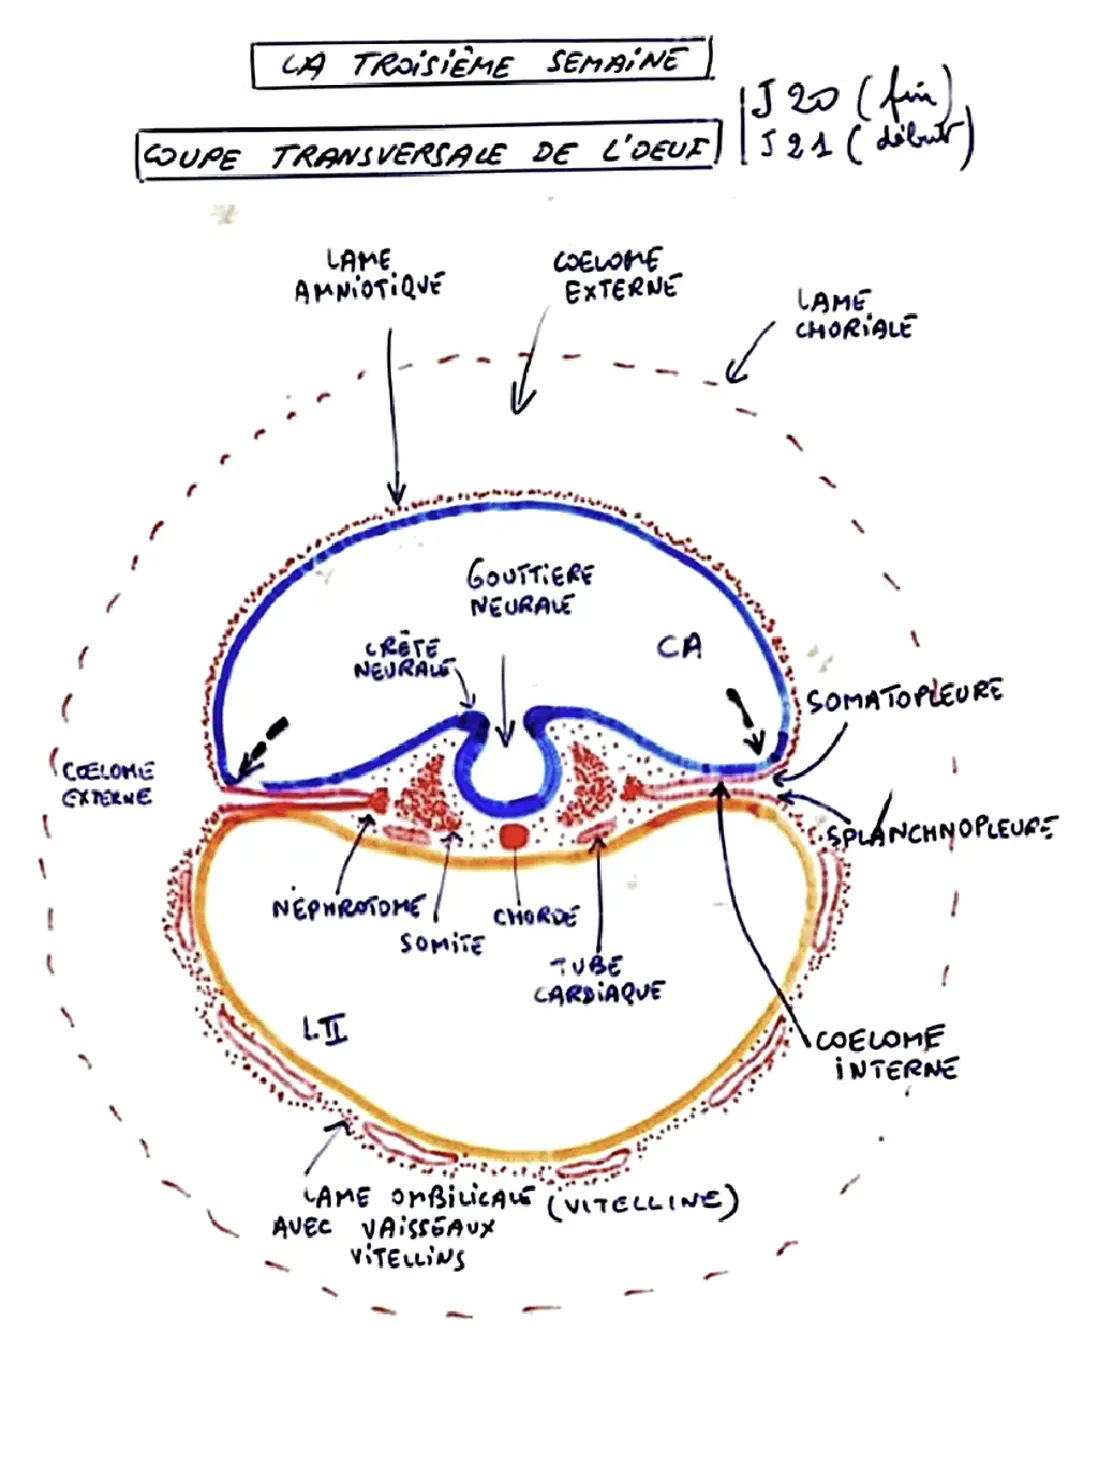 LA TROISIÈME SEMAINE
J 20 (fin)
COUPE TRANSVERSALE DE L'OEUF
J 21 (début)
LAME
AMNIOTIQUE
COELOME
EXTERNE
LAME
CHORIALE
GOUTTIERE
NEURALE
CRÊTE
NEURALE
CA
SOMATOPLEURE
COELOME
EXTERNE
SPLANCHNOPLEURE
NEPHROTOME
SOMITE
CHORDE
TUBE
CARDIAQUE
LII
COELOME
INTERNE
LAME OMBILICALE (VITELLINE)
AVEC VAISSEAUX
VITELLINS